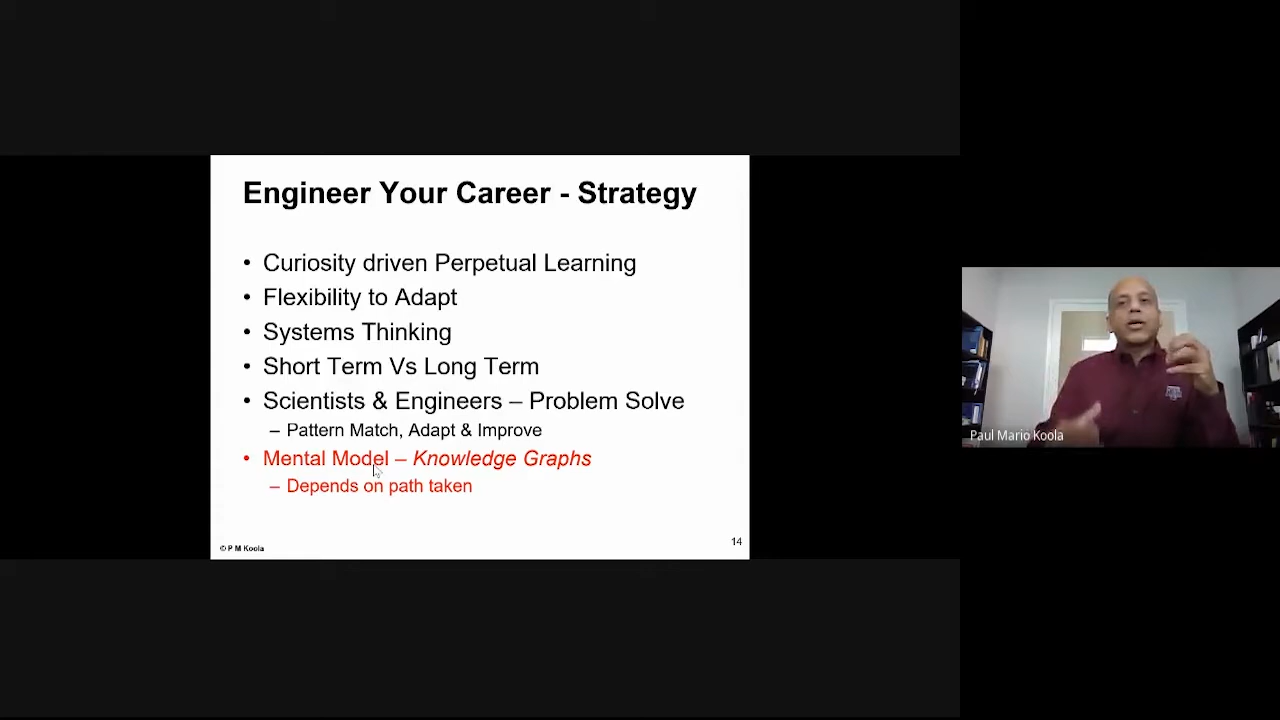 Engineer Your Career - Strategy
• Curiosity driven Perpetual Learning
• Flexibility to Adapt
• Systems Thinking
• Short Term Vs Long Term
• Scientists & Engineers – Problem Solve
– Pattern Match, Adapt & Improve
• Mental Model – Knowledge Graphs
– Depends on path taken
© P M Koola
14
Paul Mario Koola